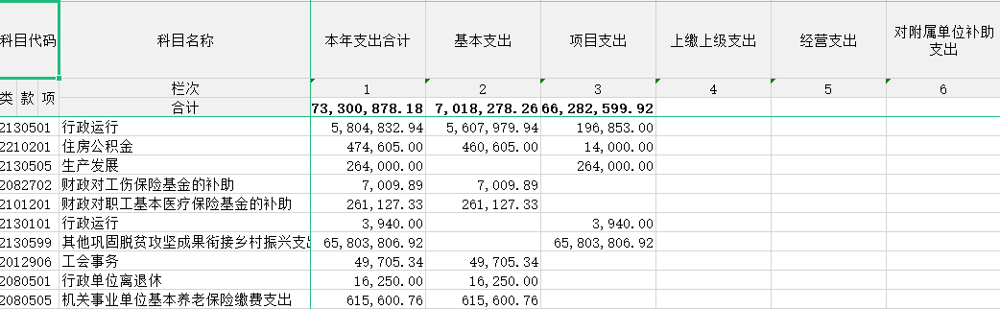 科目代码 科目名称 本年支出合计 基本支出 项目支出 上缴上级支出 经营支出 对附属单位补助支出
类 款 项 栏次 1 2 3 4 5 6
合计 73,300,878.18 7,018,278.26 66,282,599.92
2130501 行政运行 5,804,832.94 5,607,979.94 196,853.00
2210201 住房公积金 474,605.00 460,605.00 14,000.00
2130505 生产发展 264,000.00 264,000.00
2082702 财政对工伤保险基金的补助 7,009.89 7,009.89
2101201 财政对职工基本医疗保险基金的补助 261,127.33 261,127.33
2130101 行政运行 3,940.00 3,940.00
2130599 其他巩固脱贫攻坚成果衔接乡村振兴支 65,803,806.92 65,803,806.92
2012906 工会事务 49,705.34 49,705.34
2080501 行政单位离退休 16,250.00 16,250.00
2080505 机关事业单位基本养老保险缴费支出 615,600.76 615,600.76